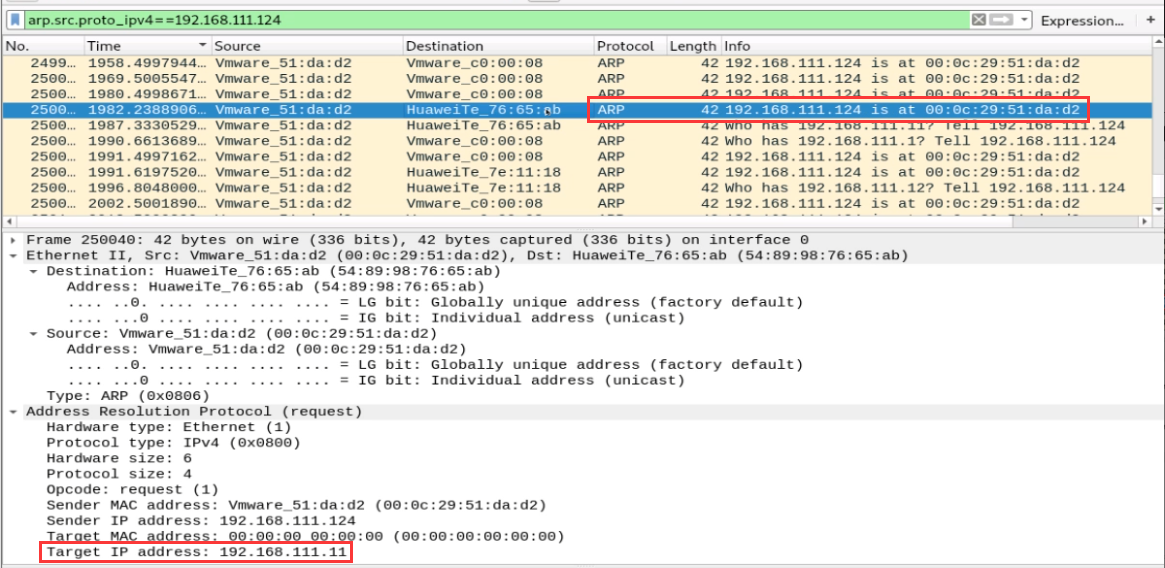 arp.src.proto_ipv4==192.168.111.124 Expression... +
No. Time Source Destination Protocol Length Info
2499… 1958.4997944… Vmware_51:da:d2 Vmware_c0:00:08 ARP 42 192.168.111.124 is at 00:0c:29:51:da:d2
2500… 1969.5005547… Vmware_51:da:d2 Vmware_c0:00:08 ARP 42 192.168.111.124 is at 00:0c:29:51:da:d2
2500… 1980.4998671… Vmware_51:da:d2 Vmware_c0:00:08 ARP 42 192.168.111.124 is at 00:0c:29:51:da:d2
2500… 1982.2388906… Vmware_51:da:d2 HuaweiTe_76:65:ab ARP 42 192.168.111.124 is at 00:0c:29:51:da:d2
2500… 1987.3330529… Vmware_51:da:d2 HuaweiTe_76:65:ab ARP 42 Who has 192.168.111.11? Tell 192.168.111.124
2500… 1990.6613689… Vmware_51:da:d2 Vmware_c0:00:08 ARP 42 Who has 192.168.111.1? Tell 192.168.111.124
2500… 1991.4997162… Vmware_51:da:d2 Vmware_c0:00:08 ARP 42 192.168.111.124 is at 00:0c:29:51:da:d2
2500… 1991.6197520… Vmware_51:da:d2 HuaweiTe_7e:11:18 ARP 42 192.168.111.124 is at 00:0c:29:51:da:d2
2500… 1996.8048000… Vmware_51:da:d2 HuaweiTe_7e:11:18 ARP 42 Who has 192.168.111.12? Tell 192.168.111.124
2500… 2002.5001890… Vmware_51:da:d2 Vmware_c0:00:08 ARP 42 192.168.111.124 is at 00:0c:29:51:da:d2
Frame 250040: 42 bytes on wire (336 bits), 42 bytes captured (336 bits) on interface 0
Ethernet II, Src: Vmware_51:da:d2 (00:0c:29:51:da:d2), Dst: HuaweiTe_76:65:ab (54:89:98:76:65:ab)
Destination: HuaweiTe_76:65:ab (54:89:98:76:65:ab)
Address: HuaweiTe_76:65:ab (54:89:98:76:65:ab)
.... ..0. .... .... .... .... = LG bit: Globally unique address (factory default)
.... ...0 .... .... .... .... = IG bit: Individual address (unicast)
Source: Vmware_51:da:d2 (00:0c:29:51:da:d2)
Address: Vmware_51:da:d2 (00:0c:29:51:da:d2)
.... ..0. .... .... .... .... = LG bit: Globally unique address (factory default)
.... ...0 .... .... .... .... = IG bit: Individual address (unicast)
Type: ARP (0x0806)
Address Resolution Protocol (request)
Hardware type: Ethernet (1)
Protocol type: IPv4 (0x0800)
Hardware size: 6
Protocol size: 4
Opcode: request (1)
Sender MAC address: Vmware_51:da:d2 (00:0c:29:51:da:d2)
Sender IP address: 192.168.111.124
Target MAC address: 00:00:00_00:00:00 (00:00:00:00:00:00)
Target IP address: 192.168.111.11